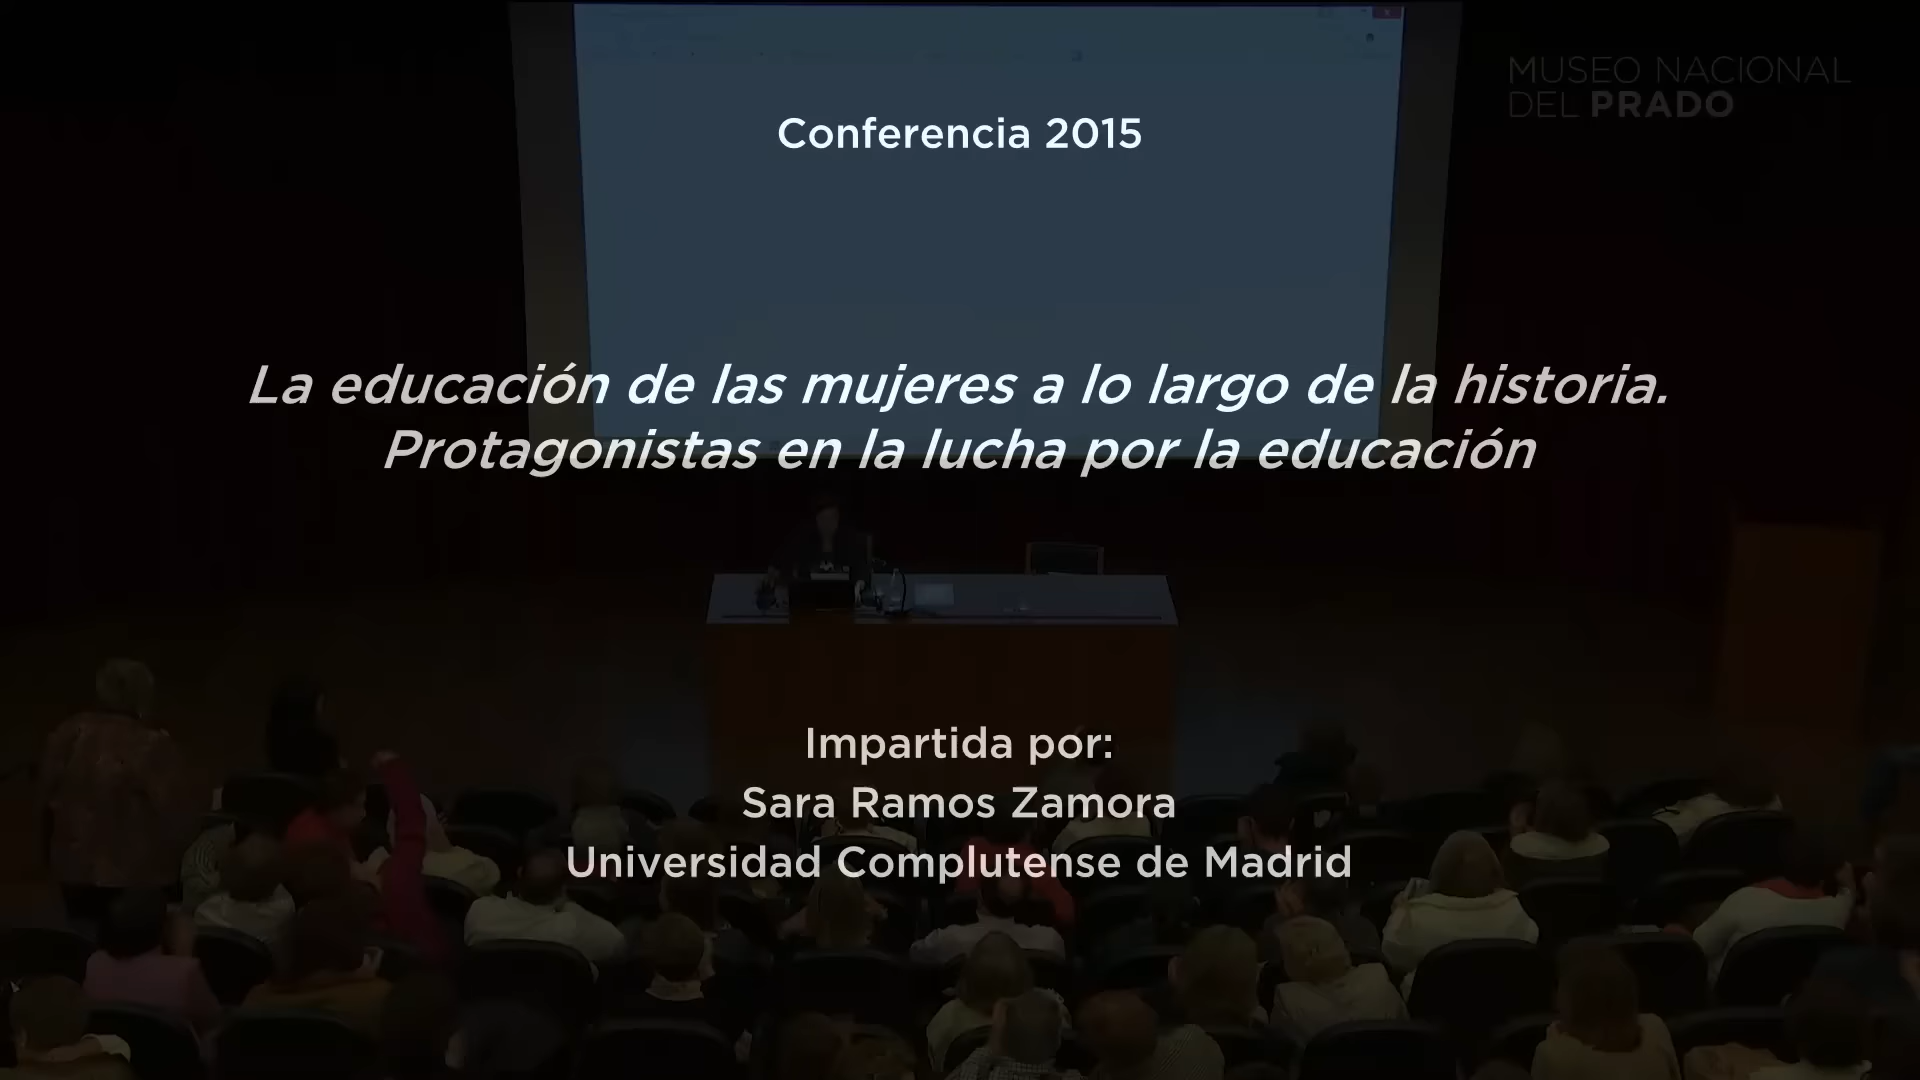 MUSEO NACIONAL
DEL PRADO
Conferencia 2015
La educación de las mujeres a lo largo de la historia.
Protagonistas en la lucha por la educación
Impartida por:
Sara Ramos Zamora
Universidad Complutense de Madrid